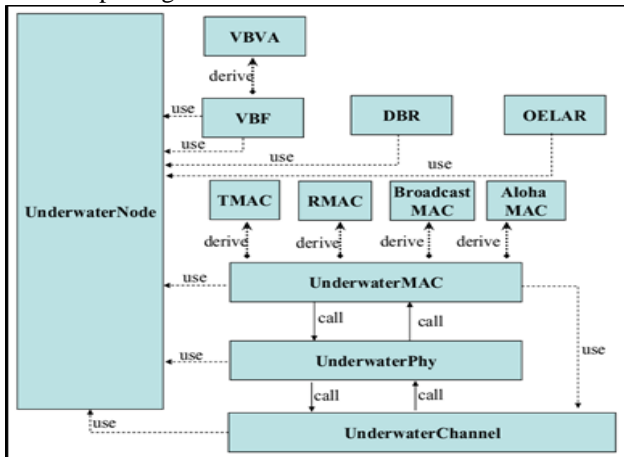 VBVA
derive
use
VBF
DBR
OELAR
use
use
use
UnderwaterNode
TMAC
RMAC
Broadcast
MAC
Aloha
MAC
derive
derive
derive
derive
use
UnderwaterMAC
call
call
use
UnderwaterPhy
use
call
call
use
UnderwaterChannel